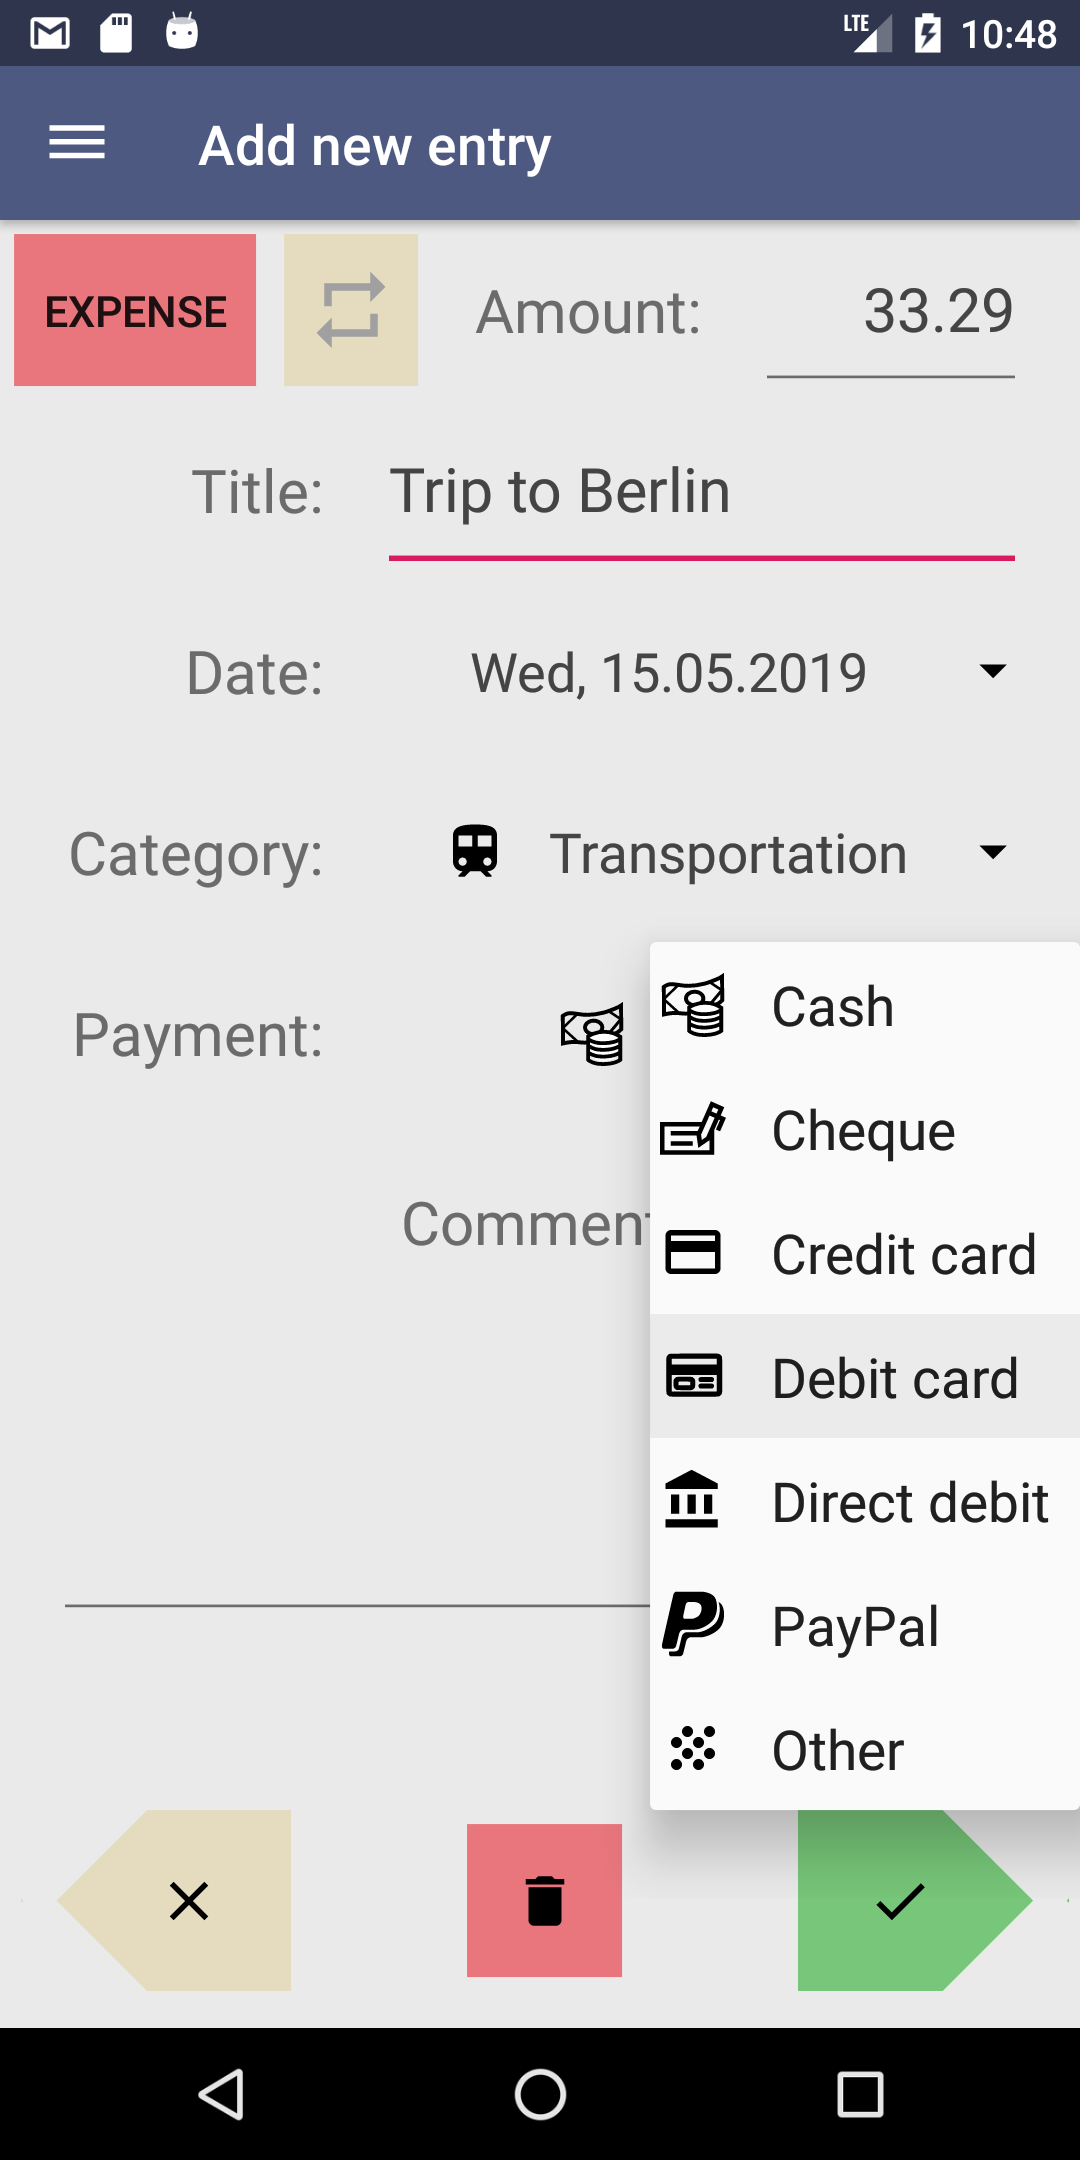 LTE 10:48
Add new entry
EXPENSE Amount: 33.29
Title: Trip to Berlin
Date: Wed, 15.05.2019
Category: Transportation
Payment:
Commen
Cash
Cheque
Credit card
Debit card
Direct debit
PayPal
Other